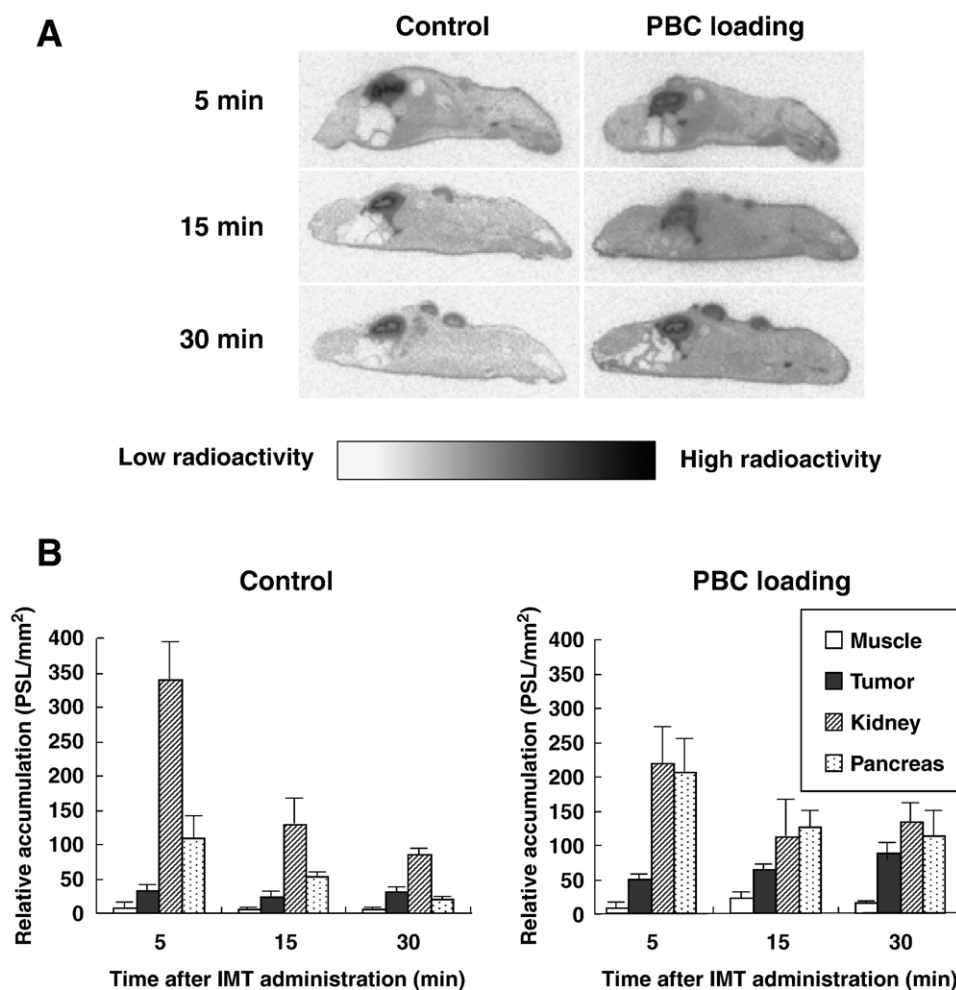 A
Control
PBC loading
5 min
15 min
30 min
Low radioactivity
High radioactivity
B
Control
PBC loading
Relative accumulation (PSL/mm²)
400
350
300
250
200
150
100
50
0
5
15
30
Time after IMT administration (min)
Relative accumulation (PSL/mm²)
400
350
300
250
200
150
100
50
0
5
15
30
Time after IMT administration (min)
Muscle
Tumor
Kidney
Pancreas